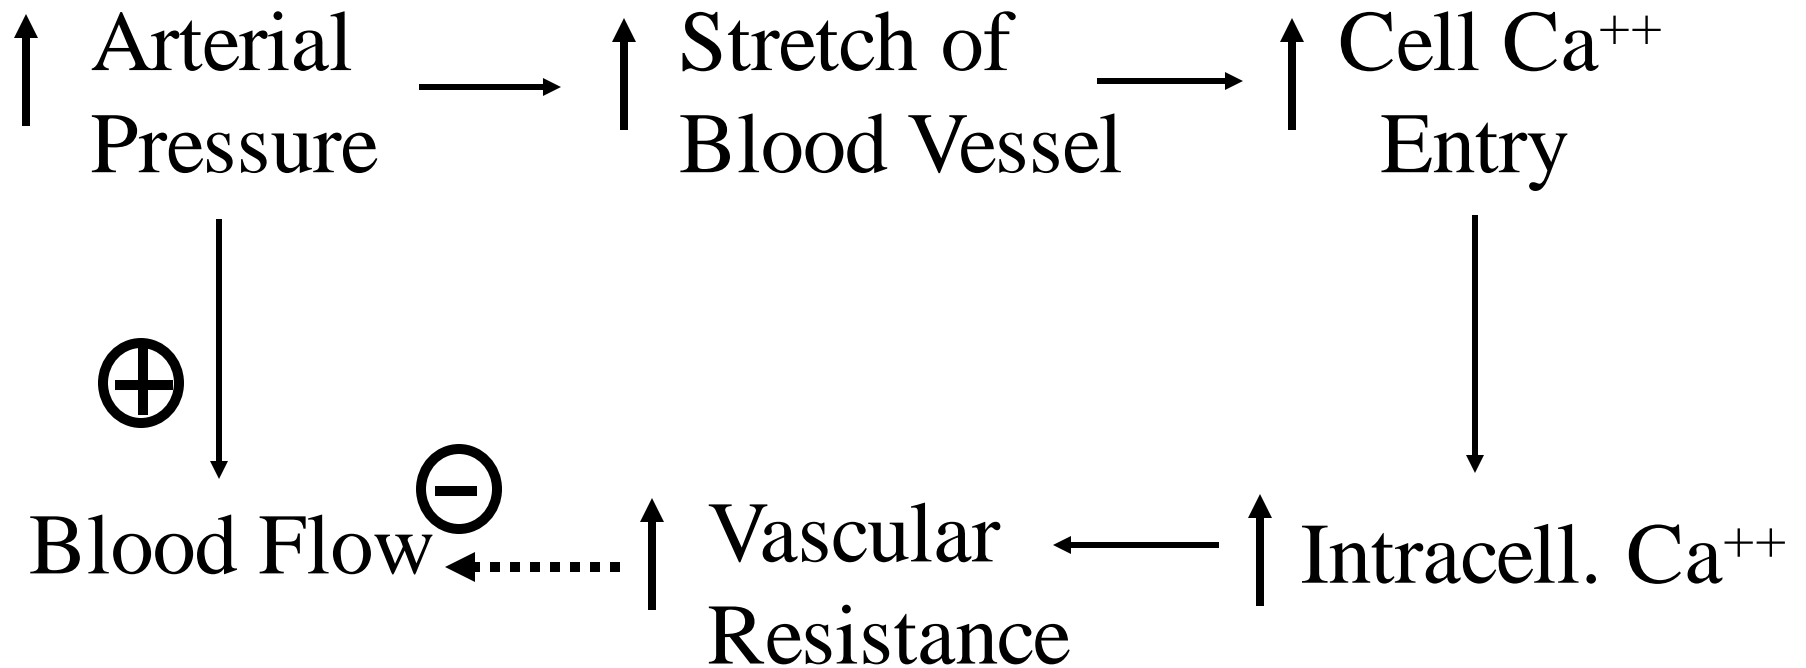 Arterial
Pressure
Stretch of
Blood Vessel
Cell Ca⁺⁺
Entry
+
−
Blood Flow
Vascular
Resistance
Intracell. Ca⁺⁺